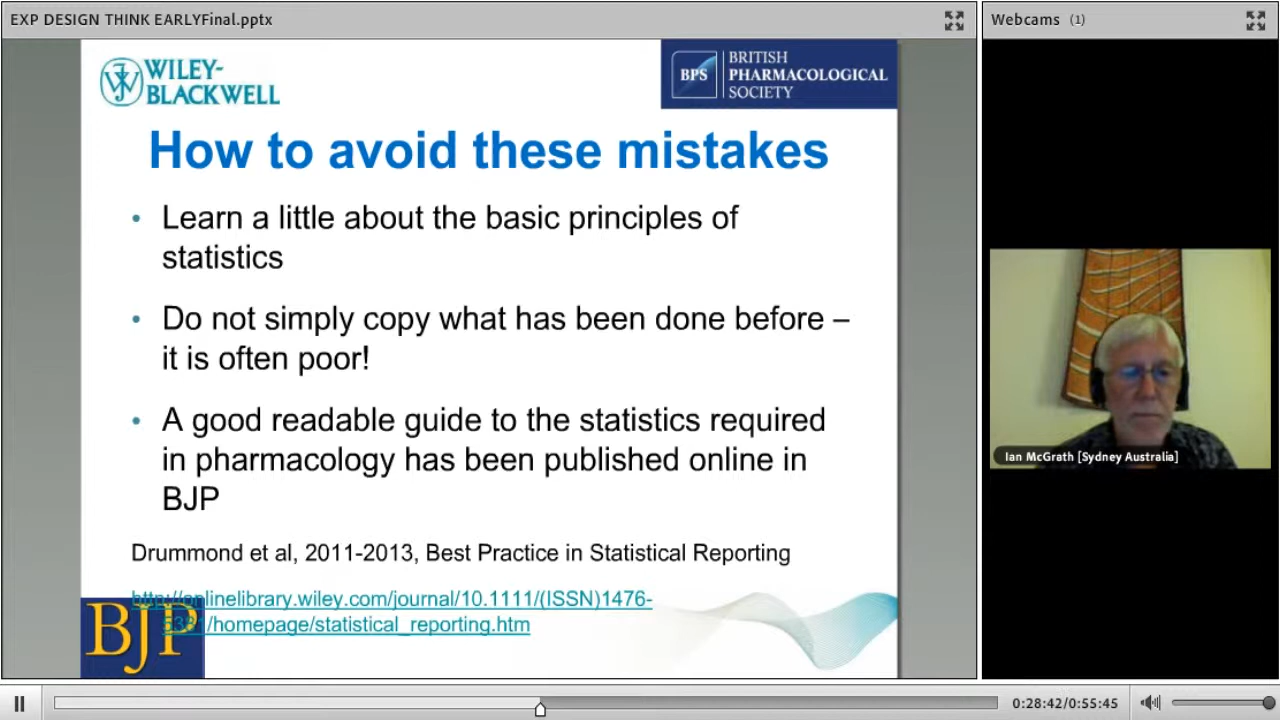 EXP DESIGN THINK EARLYFinal.pptx
Webcams (1)
WILEY-
BLACKWELL
BPS
BRITISH
PHARMACOLOGICAL
SOCIETY
How to avoid these mistakes
• Learn a little about the basic principles of
statistics
• Do not simply copy what has been done before –
it is often poor!
• A good readable guide to the statistics required
in pharmacology has been published online in
BJP
Drummond et al, 2011-2013, Best Practice in Statistical Reporting
http://onlinelibrary.wiley.com/journal/10.1111/(ISSN)1476-
5381/homepage/statistical_reporting.htm
BJP
Ian McGrath [Sydney Australia]
0:28:42/0:55:45